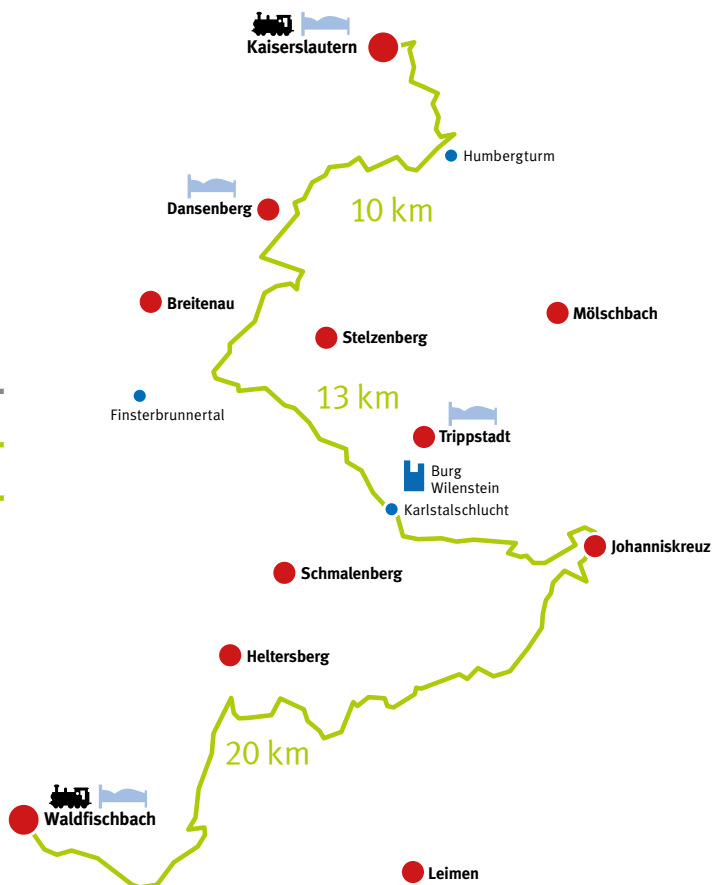 Kaiserslautern
Humbergturm
Dansenberg
10 km
Breitenau
Mölschbach
Stelzenberg
13 km
Finsterbrunnertal
Trippstadt
Burg
Wilenstein
Karlstalschlucht
Johanniskreuz
Schmalenberg
Heltersberg
20 km
Waldfischbach
Leimen